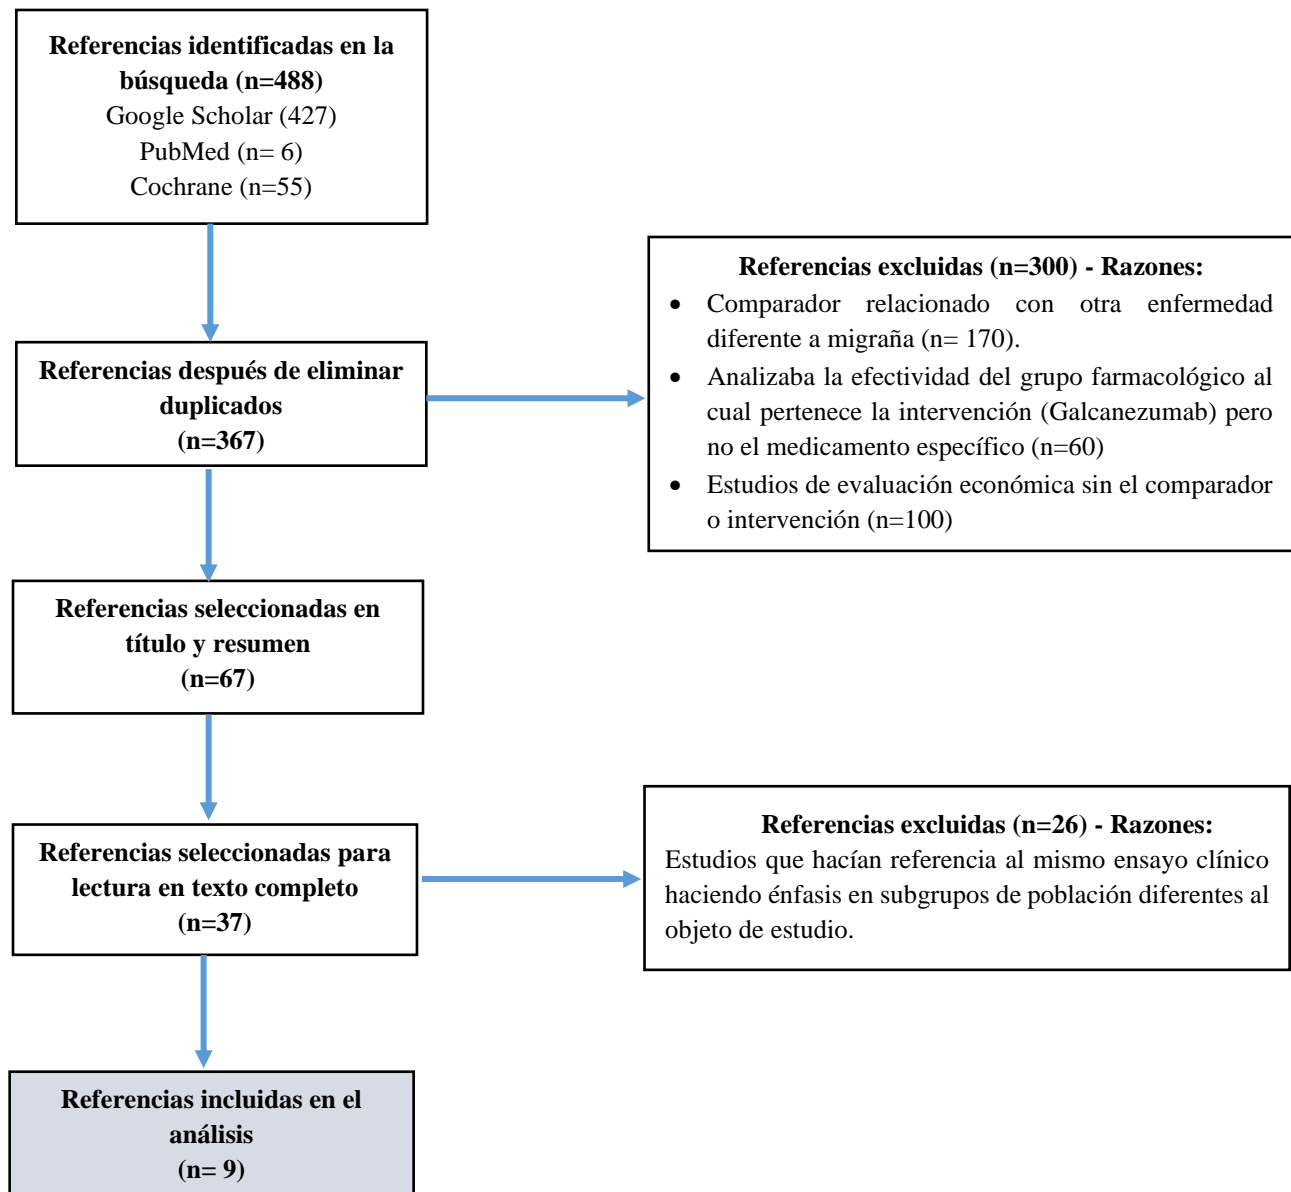 Referencias identificadas en la
búsqueda (n=488)
Google Scholar (427)
PubMed (n= 6)
Cochrane (n=55)
Referencias excluidas (n=300) - Razones:
• Comparador relacionado con otra enfermedad
diferente a migraña (n= 170).
• Analizaba la efectividad del grupo farmacológico al
cual pertenece la intervención (Galcanezumab) pero
no el medicamento específico (n=60)
• Estudios de evaluación económica sin el comparador
o intervención (n=100)
Referencias después de eliminar
duplicados
(n=367)
Referencias seleccionadas en
título y resumen
(n=67)
Referencias excluidas (n=26) - Razones:
Estudios que hacían referencia al mismo ensayo clínico
haciendo énfasis en subgrupos de población diferentes al
objeto de estudio.
Referencias seleccionadas para
lectura en texto completo
(n=37)
Referencias incluidas en el
análisis
(n= 9)